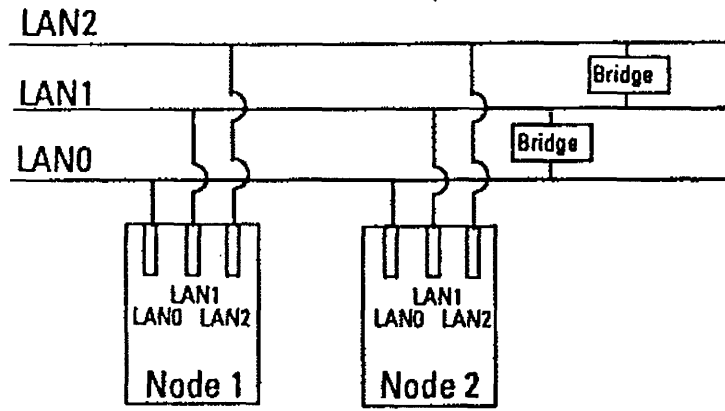 LAN2
Bridge
LAN1
Bridge
LAN0
LAN1
LAN0 LAN2
Node 1
LAN1
LAN0 LAN2
Node 2